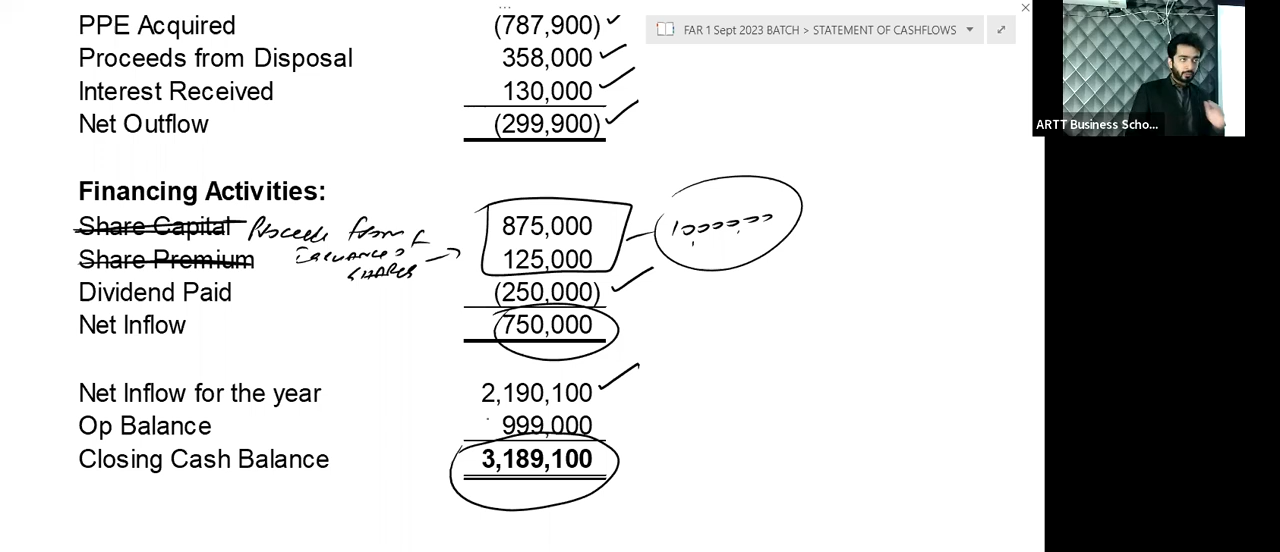 PPE Acquired (787,900)
FAR 1 Sept 2023 BATCH > STATEMENT OF CASHFLOWS
Proceeds from Disposal 358,000
Interest Received 130,000
Net Outflow (299,900)
ARTT Business Scho...
Financing Activities:
Share Capital 875,000
Share Premium 125,000
SHARES
Dividend Paid (250,000)
Net Inflow 750,000
Net Inflow for the year 2,190,100
Op Balance 999,000
Closing Cash Balance 3,189,100